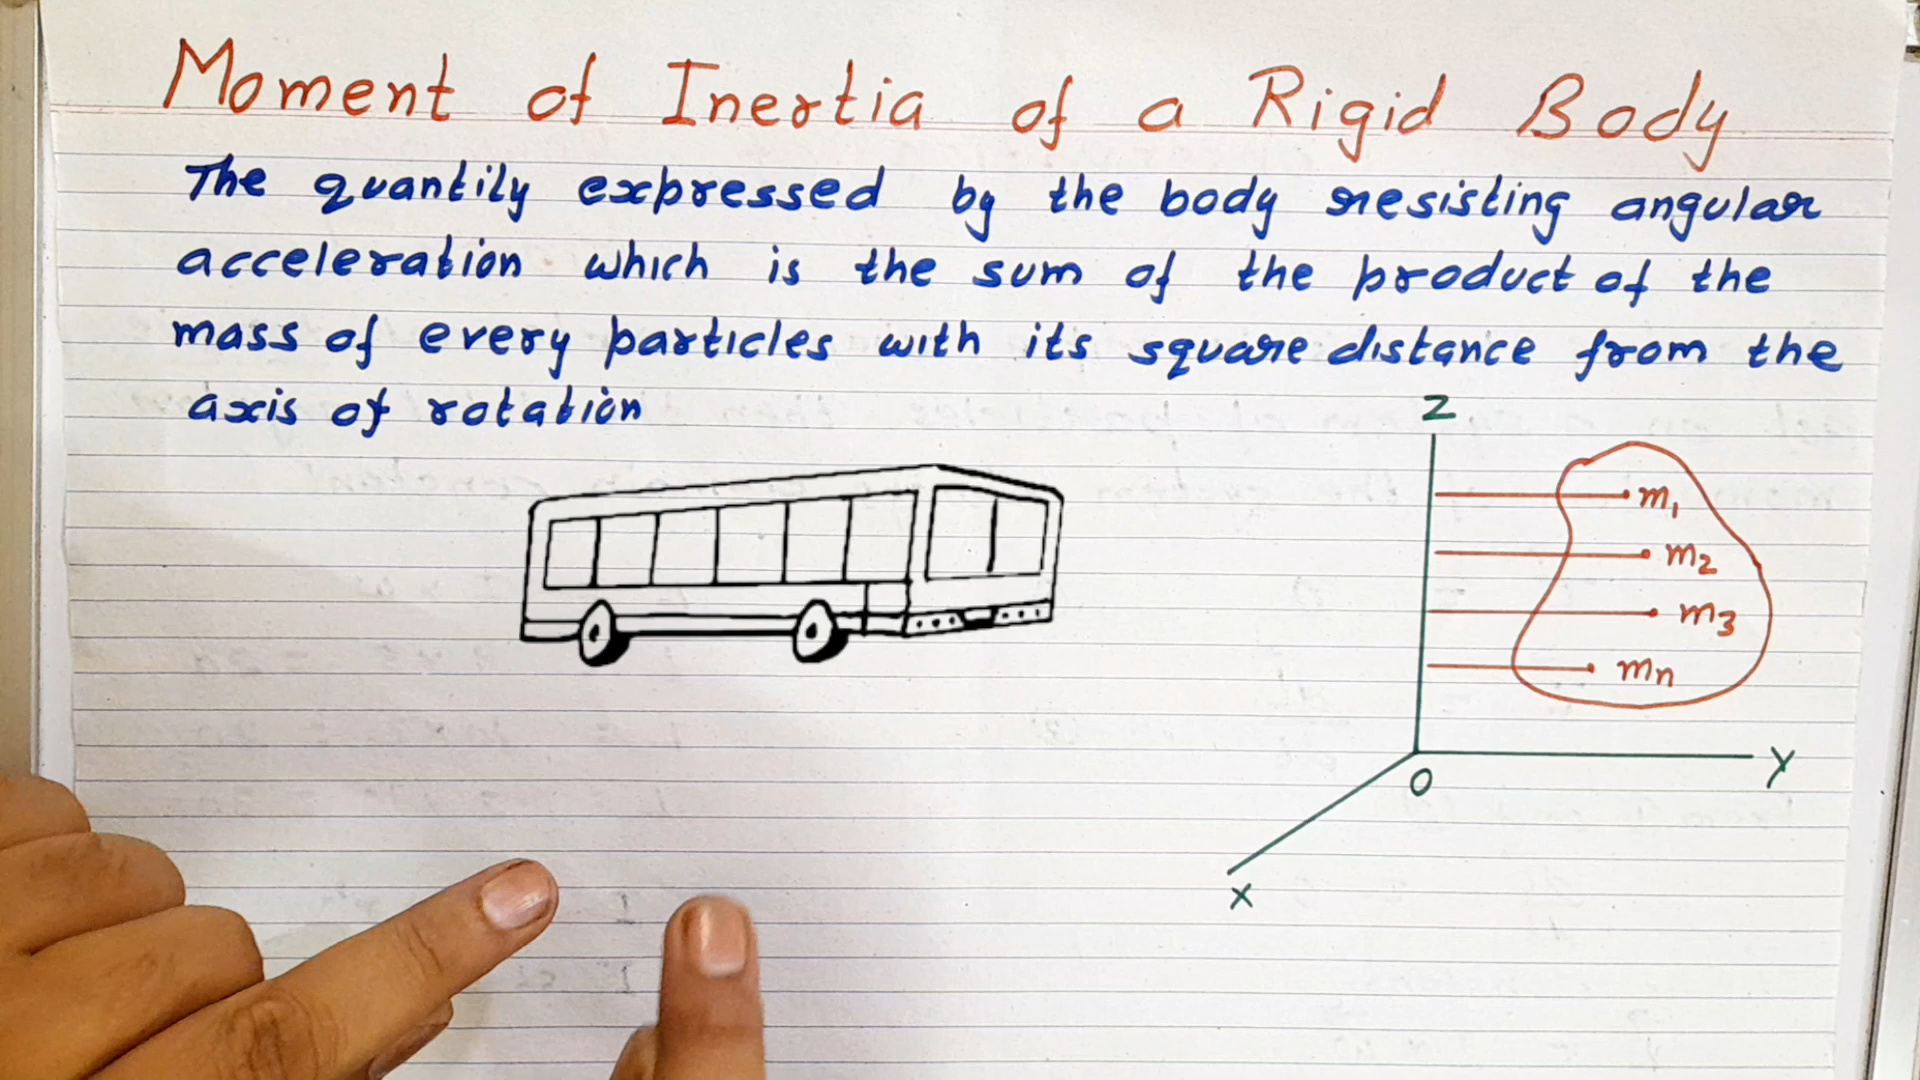 Moment of Inertia of a Rigid Body
The quantity expressed by the body resisting angular
acceleration which is the sum of the product of the
mass of every particles with its square distance from the
axis of rotation
Z
m1
m2
m3
mn
Y
O
X